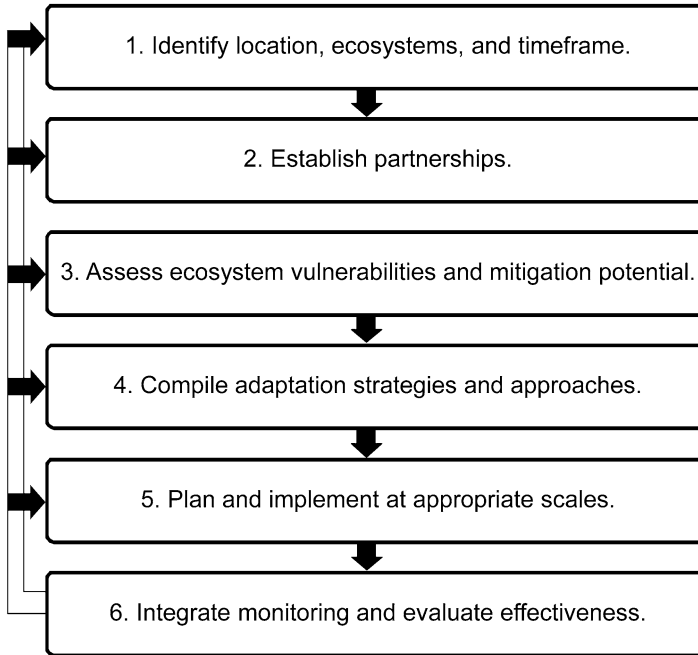 1. Identify location, ecosystems, and timeframe.
2. Establish partnerships.
3. Assess ecosystem vulnerabilities and mitigation potential.
4. Compile adaptation strategies and approaches.
5. Plan and implement at appropriate scales.
6. Integrate monitoring and evaluate effectiveness.